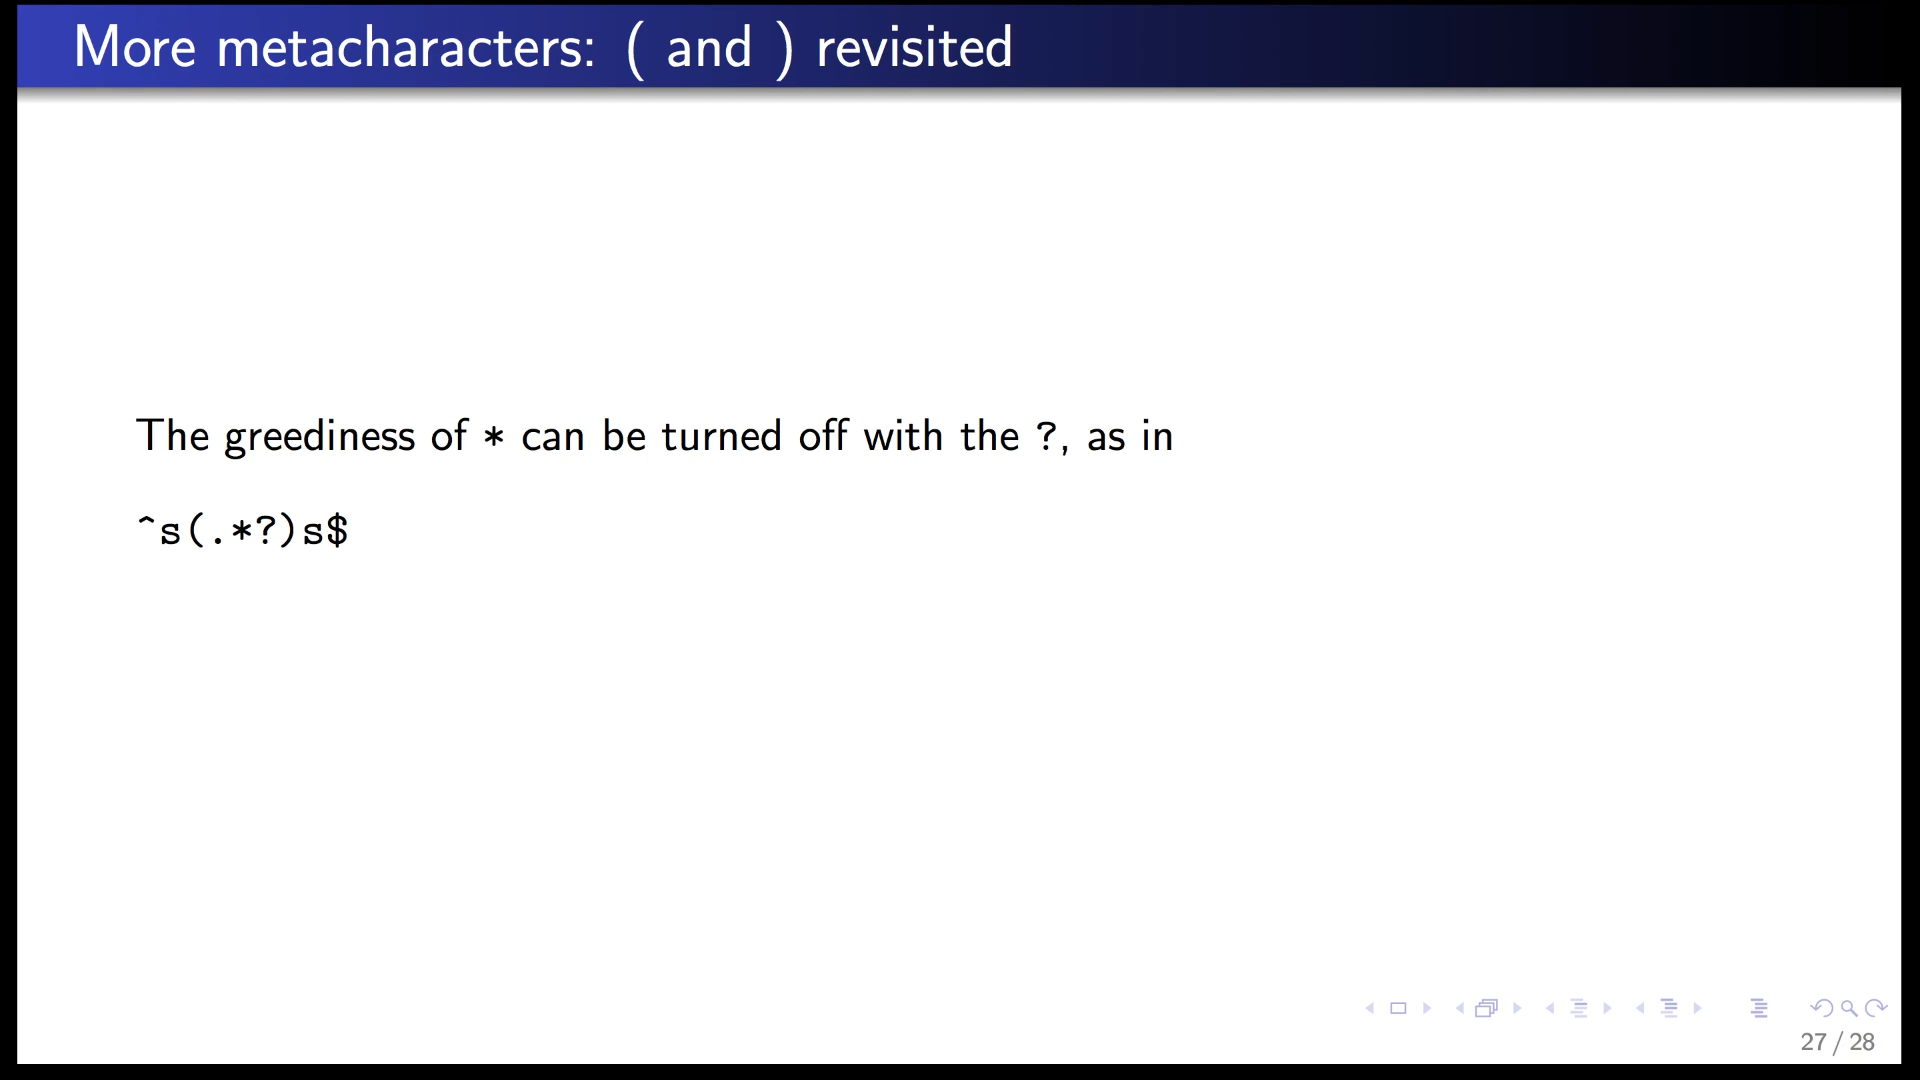 More metacharacters: ( and ) revisited
The greediness of * can be turned off with the ?, as in
^s(.*?)s$
27 / 28